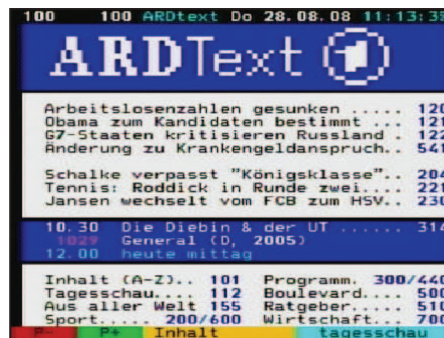 100 100 ARDtext Do 28.08.08 11:13:3
ARDText 1
Arbeitslosenzahlen gesunken ..... 120
Obama zum Kandidaten bestimmt ... 121
G7-Staaten kritisieren Russland . 122
Änderung zu Krankengeldanspruch.. 541
Schalke verpasst "Königsklasse".. 204
Tennis: Roddick in Runde zwei.... 221
Jansen wechselt vom FCB zum HSV.. 230
10.30 Die Diebin & der UT ...... 314
1029 General (D, 2005)
12.00 heute mittag
Inhalt (A-Z).. 101 Programm. 300/440
Tagesschau.... 112 Boulevard.... 500
Aus aller Welt 155 Ratgeber..... 510
Sport..... 200/600 Wirtschaft... 700
P- P+ Inhalt tagesschau